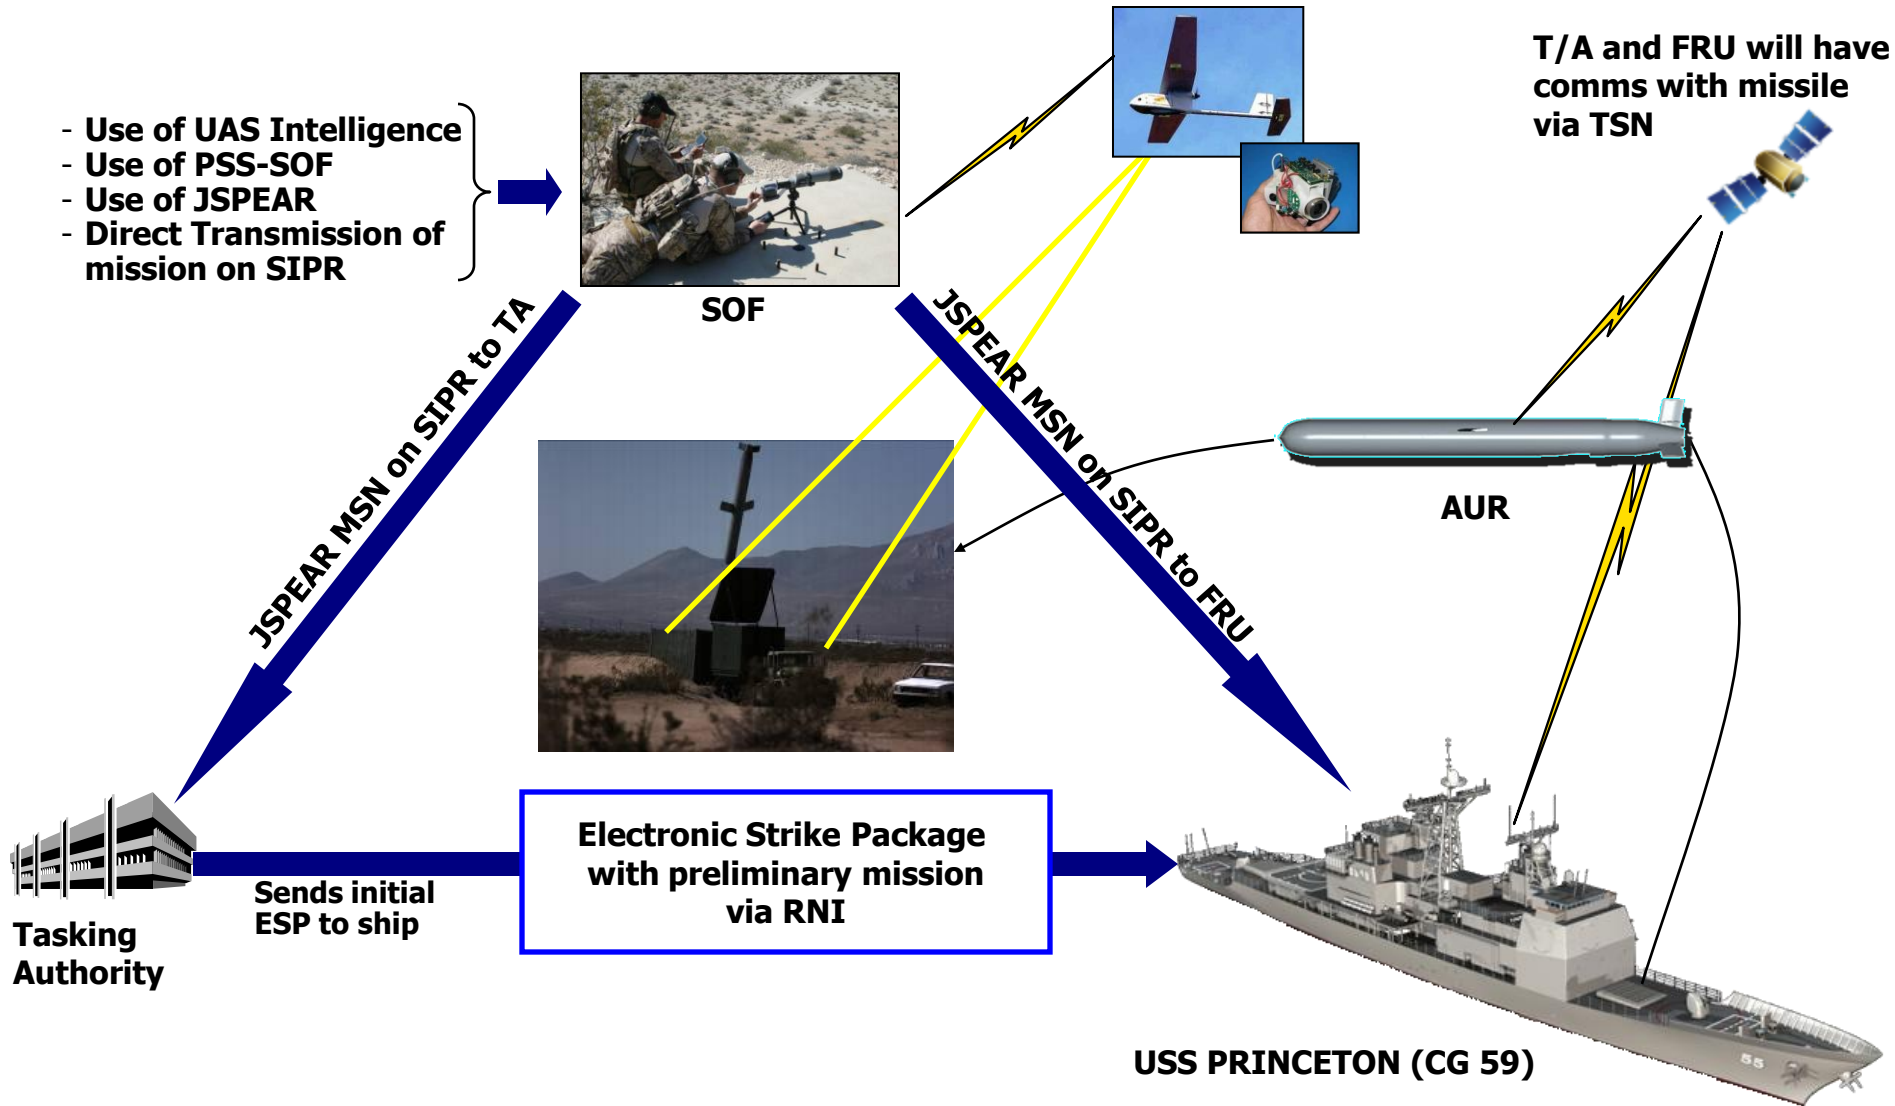 T/A and FRU will have
comms with missile
via TSN
- Use of UAS Intelligence
- Use of PSS-SOF
- Use of JSPEAR
- Direct Transmission of
mission on SIPR
SOF
JSPEAR MSN on SIPR to TA
JSPEAR MSN on SIPR to FRU
AUR
Electronic Strike Package
with preliminary mission
via RNI
Sends initial
ESP to ship
Tasking
Authority
USS PRINCETON (CG 59)
55